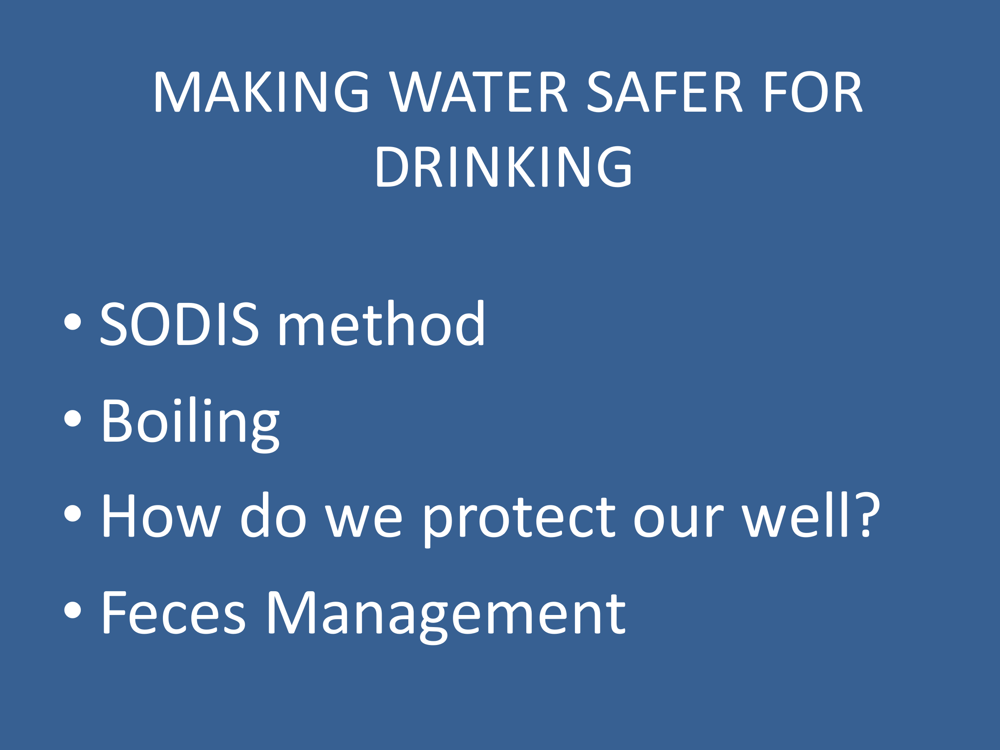 MAKING WATER SAFER FOR
DRINKING
• SODIS method
• Boiling
• How do we protect our well?
• Feces Management